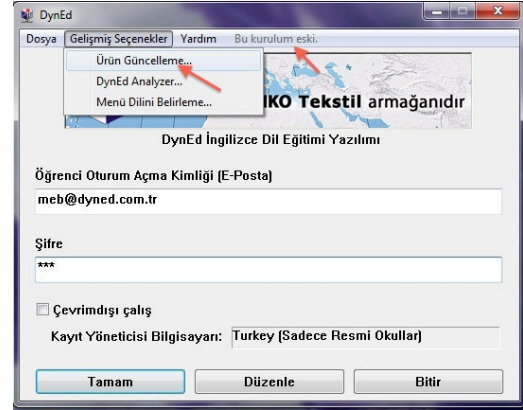 DynEd
Dosya Gelişmiş Seçenekler Yardım Bu kurulum eski.
Ürün Güncelleme...
DynEd Analyzer...
Menü Dilini Belirleme...
KO Tekstil armağanıdır
DynEd İngilizce Dil Eğitimi Yazılımı
Öğrenci Oturum Açma Kimliği (E-Posta)
meb@dyned.com.tr
Şifre
***
Çevrimdışı çalış
Kayıt Yöneticisi Bilgisayarı: Turkey (Sadece Resmi Okullar)
Tamam Düzenle Bitir